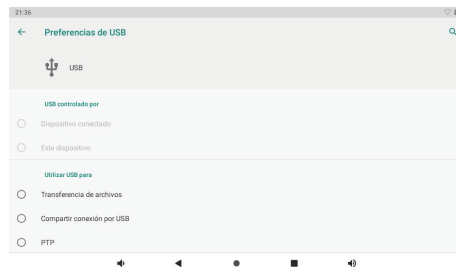 21:36
Preferencias de USB
USB
USB controlado por
Dispositivo conectado
Este dispositivo
Utilizar USB para
Transferencia de archivos
Compartir conexión por USB
PTP